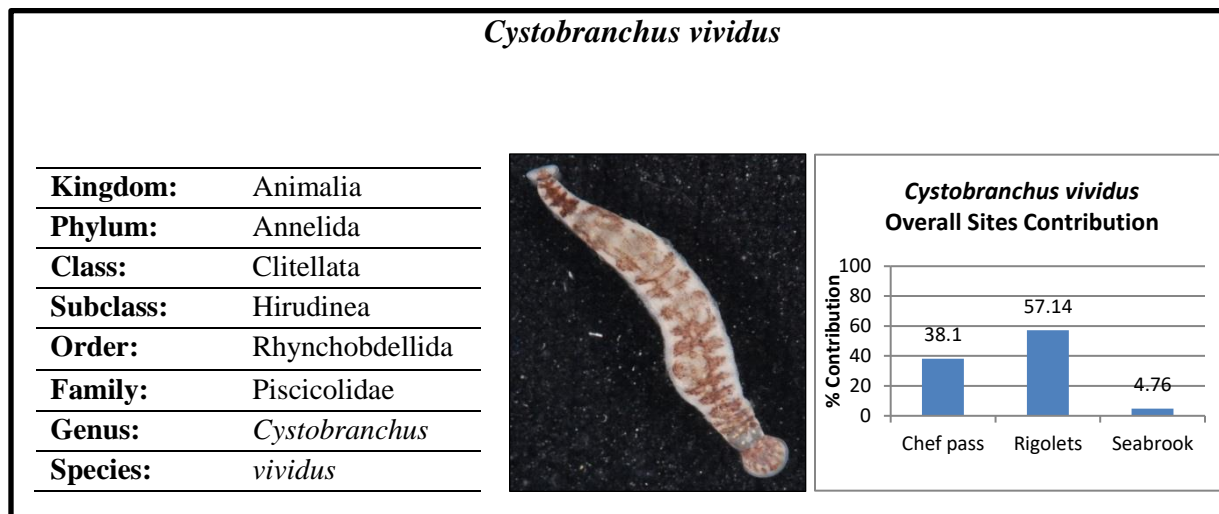 Cystobranchus vividus
Kingdom: Animalia
Phylum: Annelida
Class: Clitellata
Subclass: Hirudinea
Order: Rhynchobdellida
Family: Piscicolidae
Genus: Cystobranchus
Species: vividus
Cystobranchus vividus
Overall Sites Contribution
% Contribution
100
80
60
40
20
0
38.1
57.14
4.76
Chef pass Rigolets Seabrook